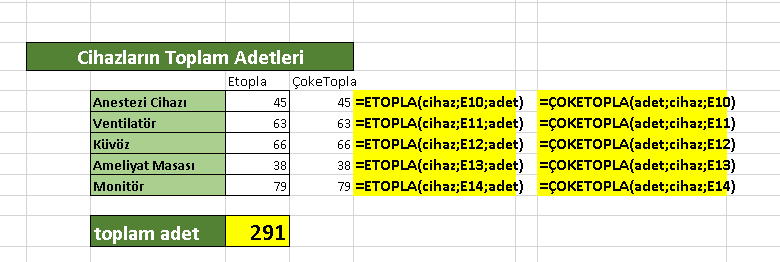 Cihazların Toplam Adetleri
Etopla ÇokeTopla
Anestezi Cihazı 45 45 =ETOPLA(cihaz;E10;adet) =ÇOKETOPLA(adet;cihaz;E10)
Ventilatör 63 63 =ETOPLA(cihaz;E11;adet) =ÇOKETOPLA(adet;cihaz;E11)
Küvöz 66 66 =ETOPLA(cihaz;E12;adet) =ÇOKETOPLA(adet;cihaz;E12)
Ameliyat Masası 38 38 =ETOPLA(cihaz;E13;adet) =ÇOKETOPLA(adet;cihaz;E13)
Monitör 79 79 =ETOPLA(cihaz;E14;adet) =ÇOKETOPLA(adet;cihaz;E14)
toplam adet 291